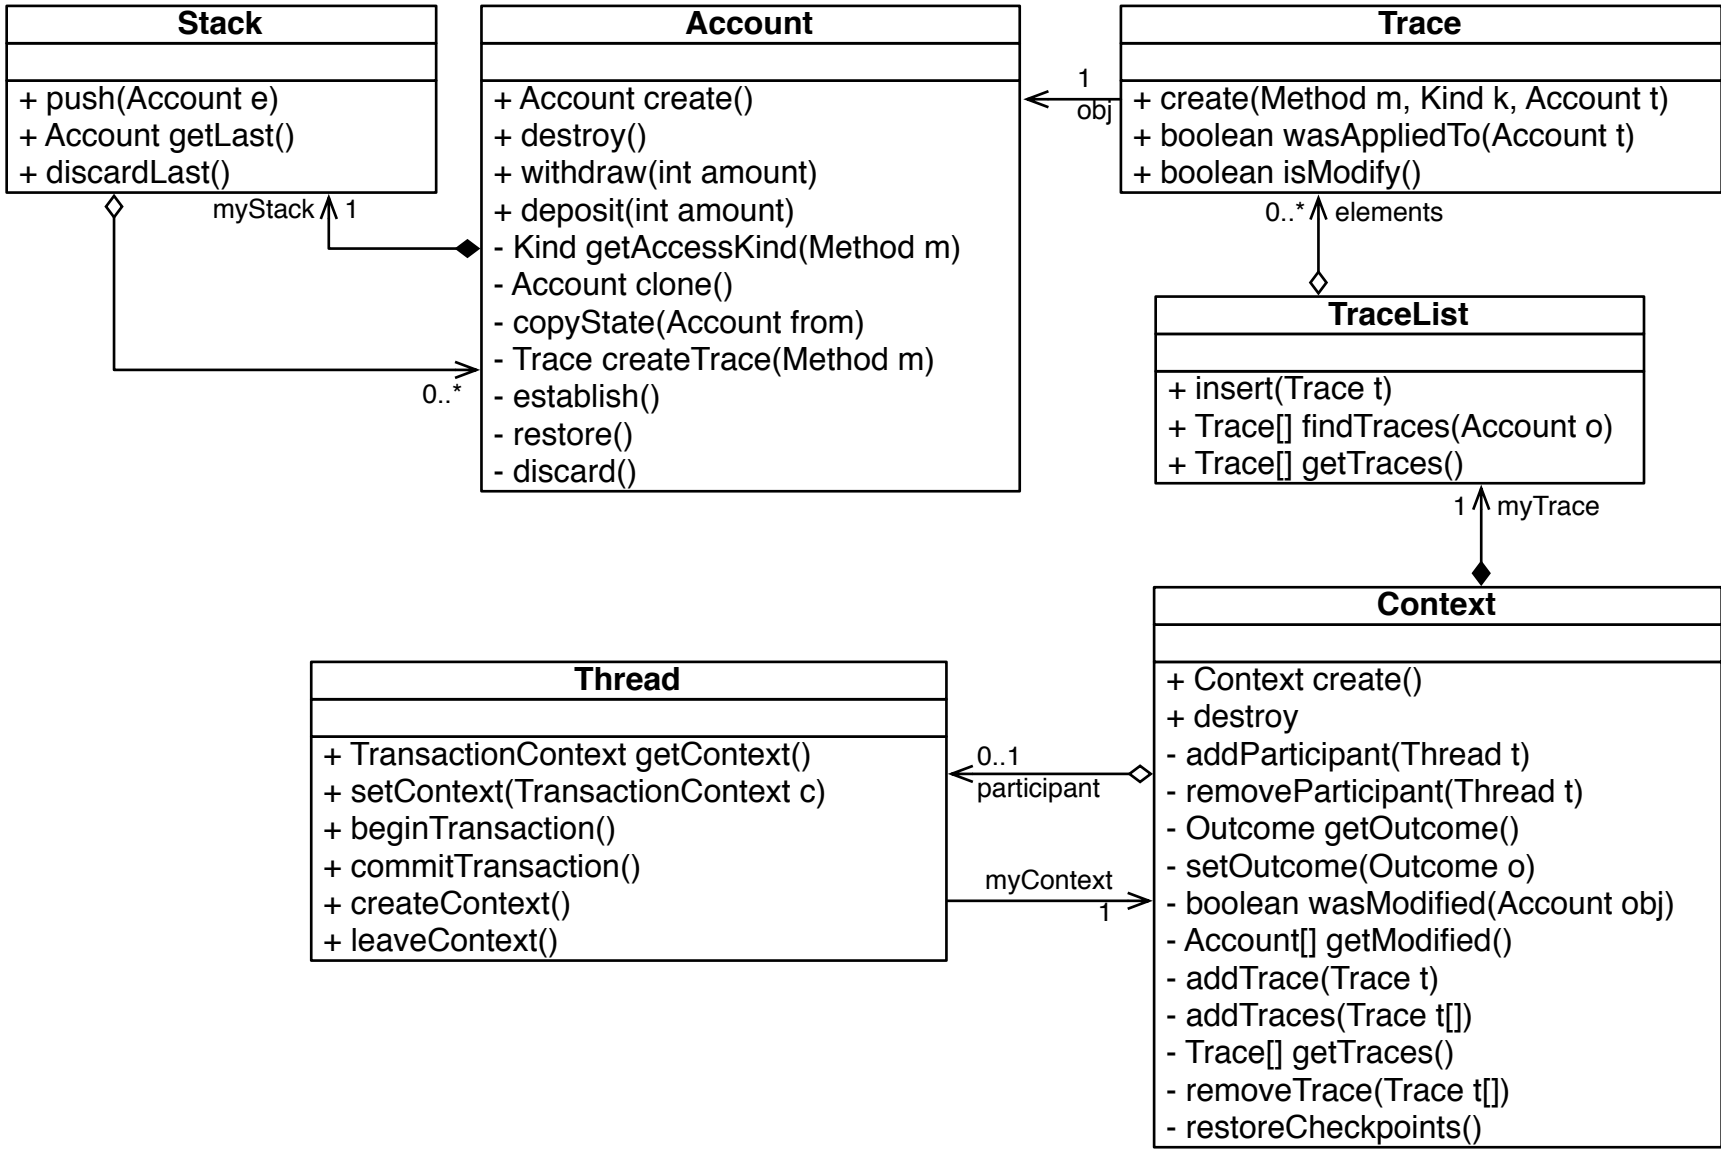 Stack
+ push(Account e)
+ Account getLast()
+ discardLast()
myStack 1
0..*
Account
+ Account create()
+ destroy()
+ withdraw(int amount)
+ deposit(int amount)
- Kind getAccessKind(Method m)
- Account clone()
- copyState(Account from)
- Trace createTrace(Method m)
- establish()
- restore()
- discard()
1
obj
Trace
+ create(Method m, Kind k, Account t)
+ boolean wasAppliedTo(Account t)
+ boolean isModify()
0..* elements
TraceList
+ insert(Trace t)
+ Trace[] findTraces(Account o)
+ Trace[] getTraces()
1 myTrace
Thread
+ TransactionContext getContext()
+ setContext(TransactionContext c)
+ beginTransaction()
+ commitTransaction()
+ createContext()
+ leaveContext()
0..1
participant
myContext
1
Context
+ Context create()
+ destroy
- addParticipant(Thread t)
- removeParticipant(Thread t)
- Outcome getOutcome()
- setOutcome(Outcome o)
- boolean wasModified(Account obj)
- Account[] getModified()
- addTrace(Trace t)
- addTraces(Trace t[])
- Trace[] getTraces()
- removeTrace(Trace t[])
- restoreCheckpoints()